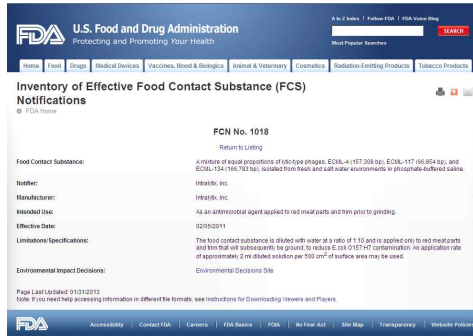 A to Z Index | Follow FDA | FDA Voice Blog
FDA U.S. Food and Drug Administration
Protecting and Promoting Your Health
SEARCH
Most Popular Searches
Home Food Drugs Medical Devices Vaccines, Blood & Biologics Animal & Veterinary Cosmetics Radiation-Emitting Products Tobacco Products
Inventory of Effective Food Contact Substance (FCS)
Notifications
FDA Home
FCN No. 1018
Return to Listing
Food Contact Substance: A mixture of equal proportions of lytic-type phages, ECML-4 (157,308 bp), ECML-117 (66,854 bp), and
ECML-134 (166,783 bp), isolated from fresh and salt water environments in phosphate-buffered saline.
Notifier: Intralytix, Inc.
Manufacturer: Intralytix, Inc.
Intended Use: As an antimicrobial agent applied to red meat parts and trim prior to grinding.
Effective Date: 02/05/2011
Limitations/Specifications: The food contact substance is diluted with water at a ratio of 1:10 and is applied only to red meat parts
and trim that will subsequently be ground, to reduce E.coli O157:H7 contamination. An application rate
of approximately 2 ml diluted solution per 500 cm² of surface area may be used.
Environmental Impact Decisions: Environmental Decisions Site
Page Last Updated: 01/31/2013
Note: If you need help accessing information in different file formats, see Instructions for Downloading Viewers and Players.
FDA Accessibility | Contact FDA | Careers | FDA Basics | FOIA | No Fear Act | Site Map | Transparency | Website Policies